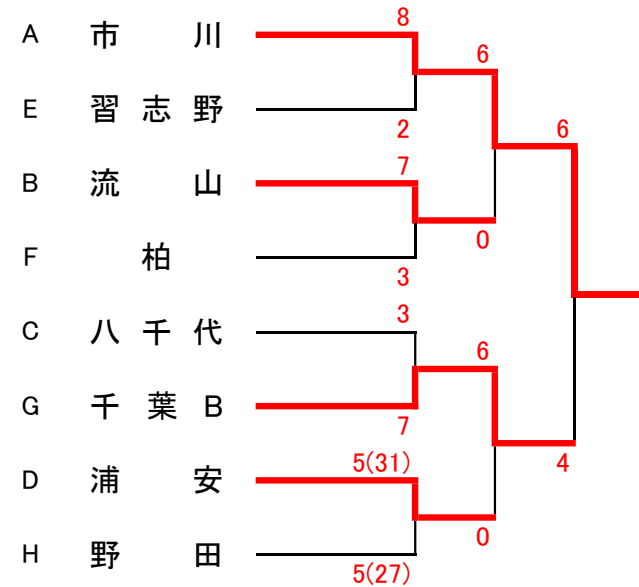 A 市川 8
6
E 習志野 2
6
B 流山 7
0
F 柏 3
C 八千代 3
6
G 千葉B 7
4
D 浦安 5(31)
0
H 野田 5(27)